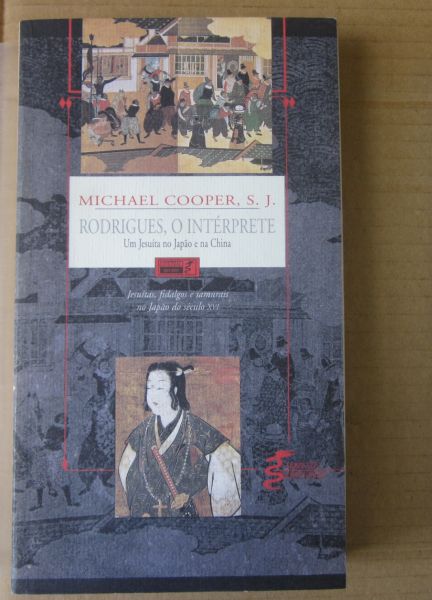 MICHAEL COOPER, S. J.
RODRIGUES, O INTÉRPRETE
Um Jesuíta no Japão e na China
Jesuítas, fidalgos e samurais
no Japão do século XVI